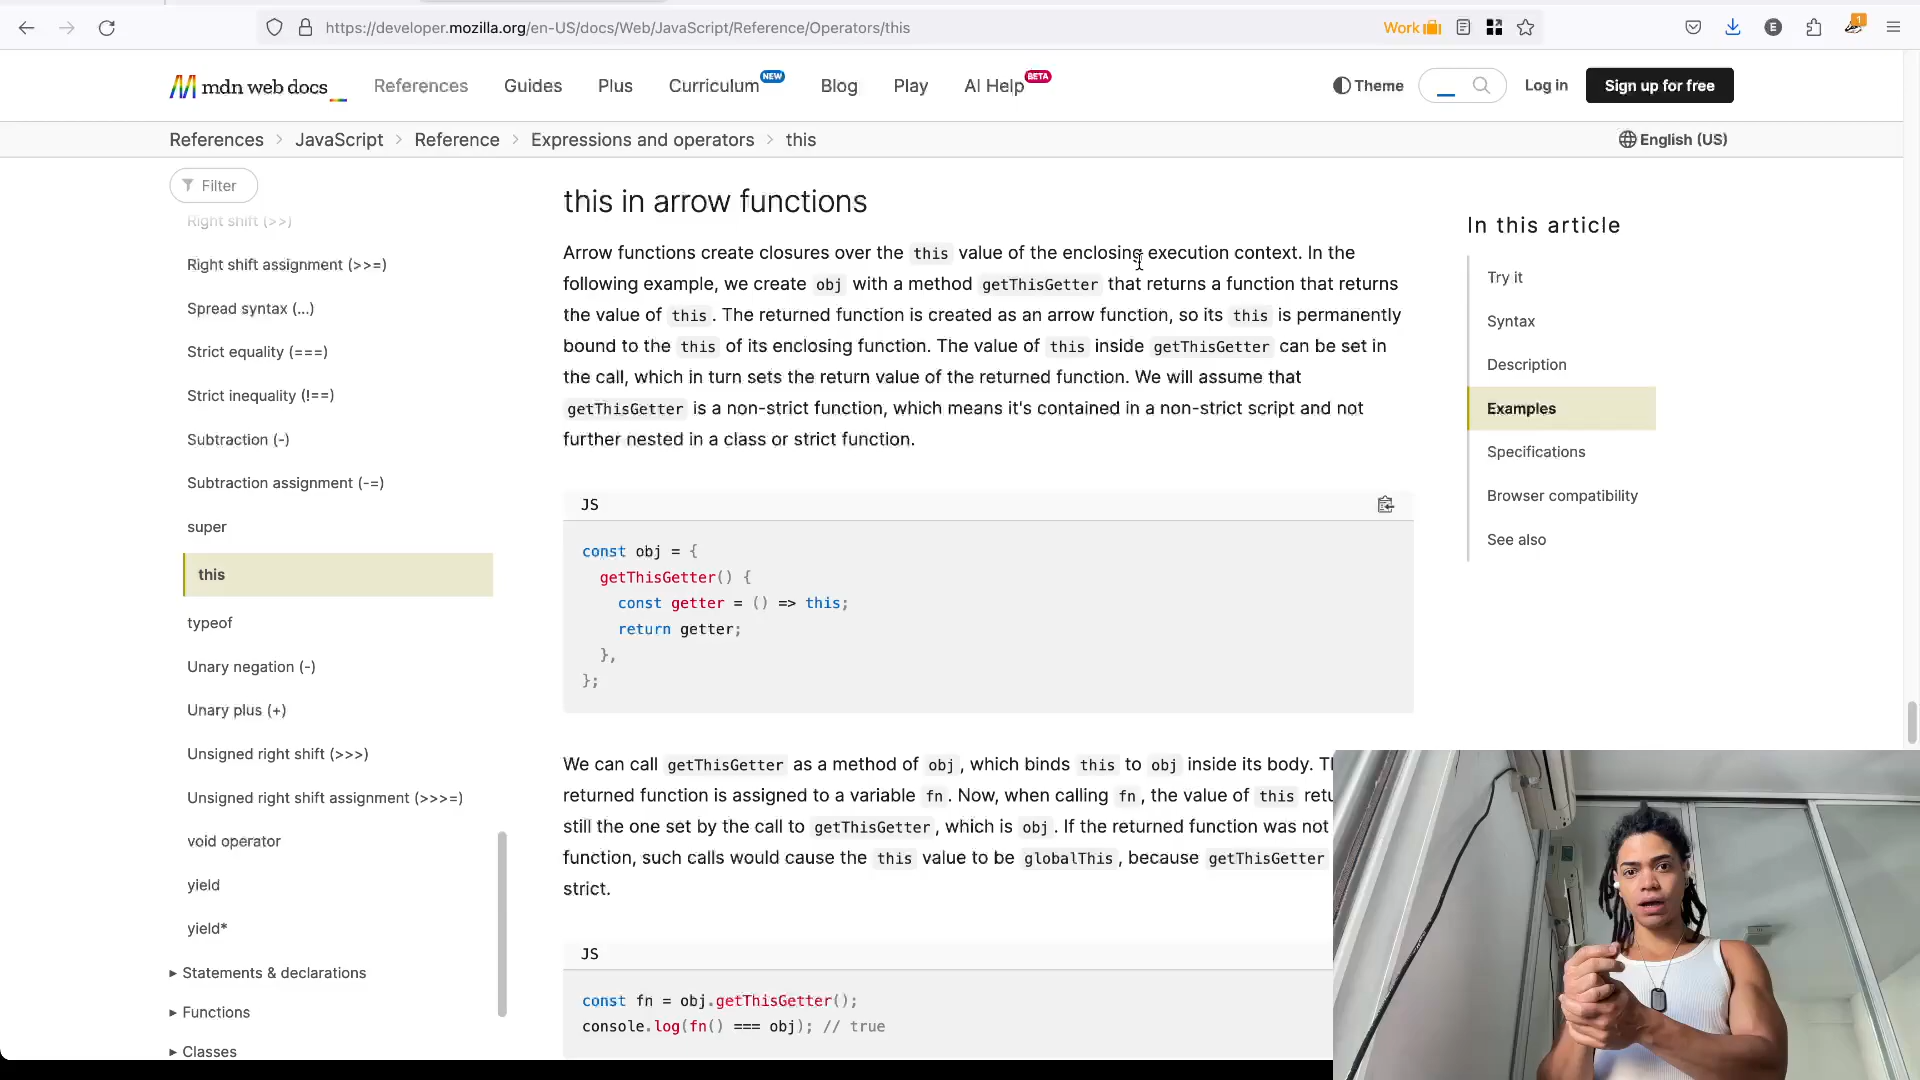 https://developer.mozilla.org/en-US/docs/Web/JavaScript/Reference/Operators/this
Work
E
1
mdn web docs
References
Guides
Plus
Curriculum
NEW
Blog
Play
AI Help
BETA
Theme
Log in
Sign up for free
References
JavaScript
Reference
Expressions and operators
this
English (US)
Filter
Right shift (>>)
Right shift assignment (>>=)
Spread syntax (...)
Strict equality (===)
Strict inequality (!==)
Subtraction (-)
Subtraction assignment (-=)
super
this
typeof
Unary negation (-)
Unary plus (+)
Unsigned right shift (>>>)
Unsigned right shift assignment (>>>=)
void operator
yield
yield*
Statements & declarations
Functions
Classes
this in arrow functions
Arrow functions create closures over the this value of the enclosing execution context. In the
following example, we create obj with a method getThisGetter that returns a function that returns
the value of this. The returned function is created as an arrow function, so its this is permanently
bound to the this of its enclosing function. The value of this inside getThisGetter can be set in
the call, which in turn sets the return value of the returned function. We will assume that
getThisGetter is a non-strict function, which means it's contained in a non-strict script and not
further nested in a class or strict function.
JS
const obj = {
getThisGetter() {
const getter = () => this;
return getter;
},
};
We can call getThisGetter as a method of obj, which binds this to obj inside its body.
returned function is assigned to a variable fn. Now, when calling fn, the value of this
still the one set by the call to getThisGetter, which is obj. If the returned function was not
function, such calls would cause the this value to be globalThis, because getThisGetter
strict.
JS
const fn = obj.getThisGetter();
console.log(fn() === obj); // true
In this article
Try it
Syntax
Description
Examples
Specifications
Browser compatibility
See also